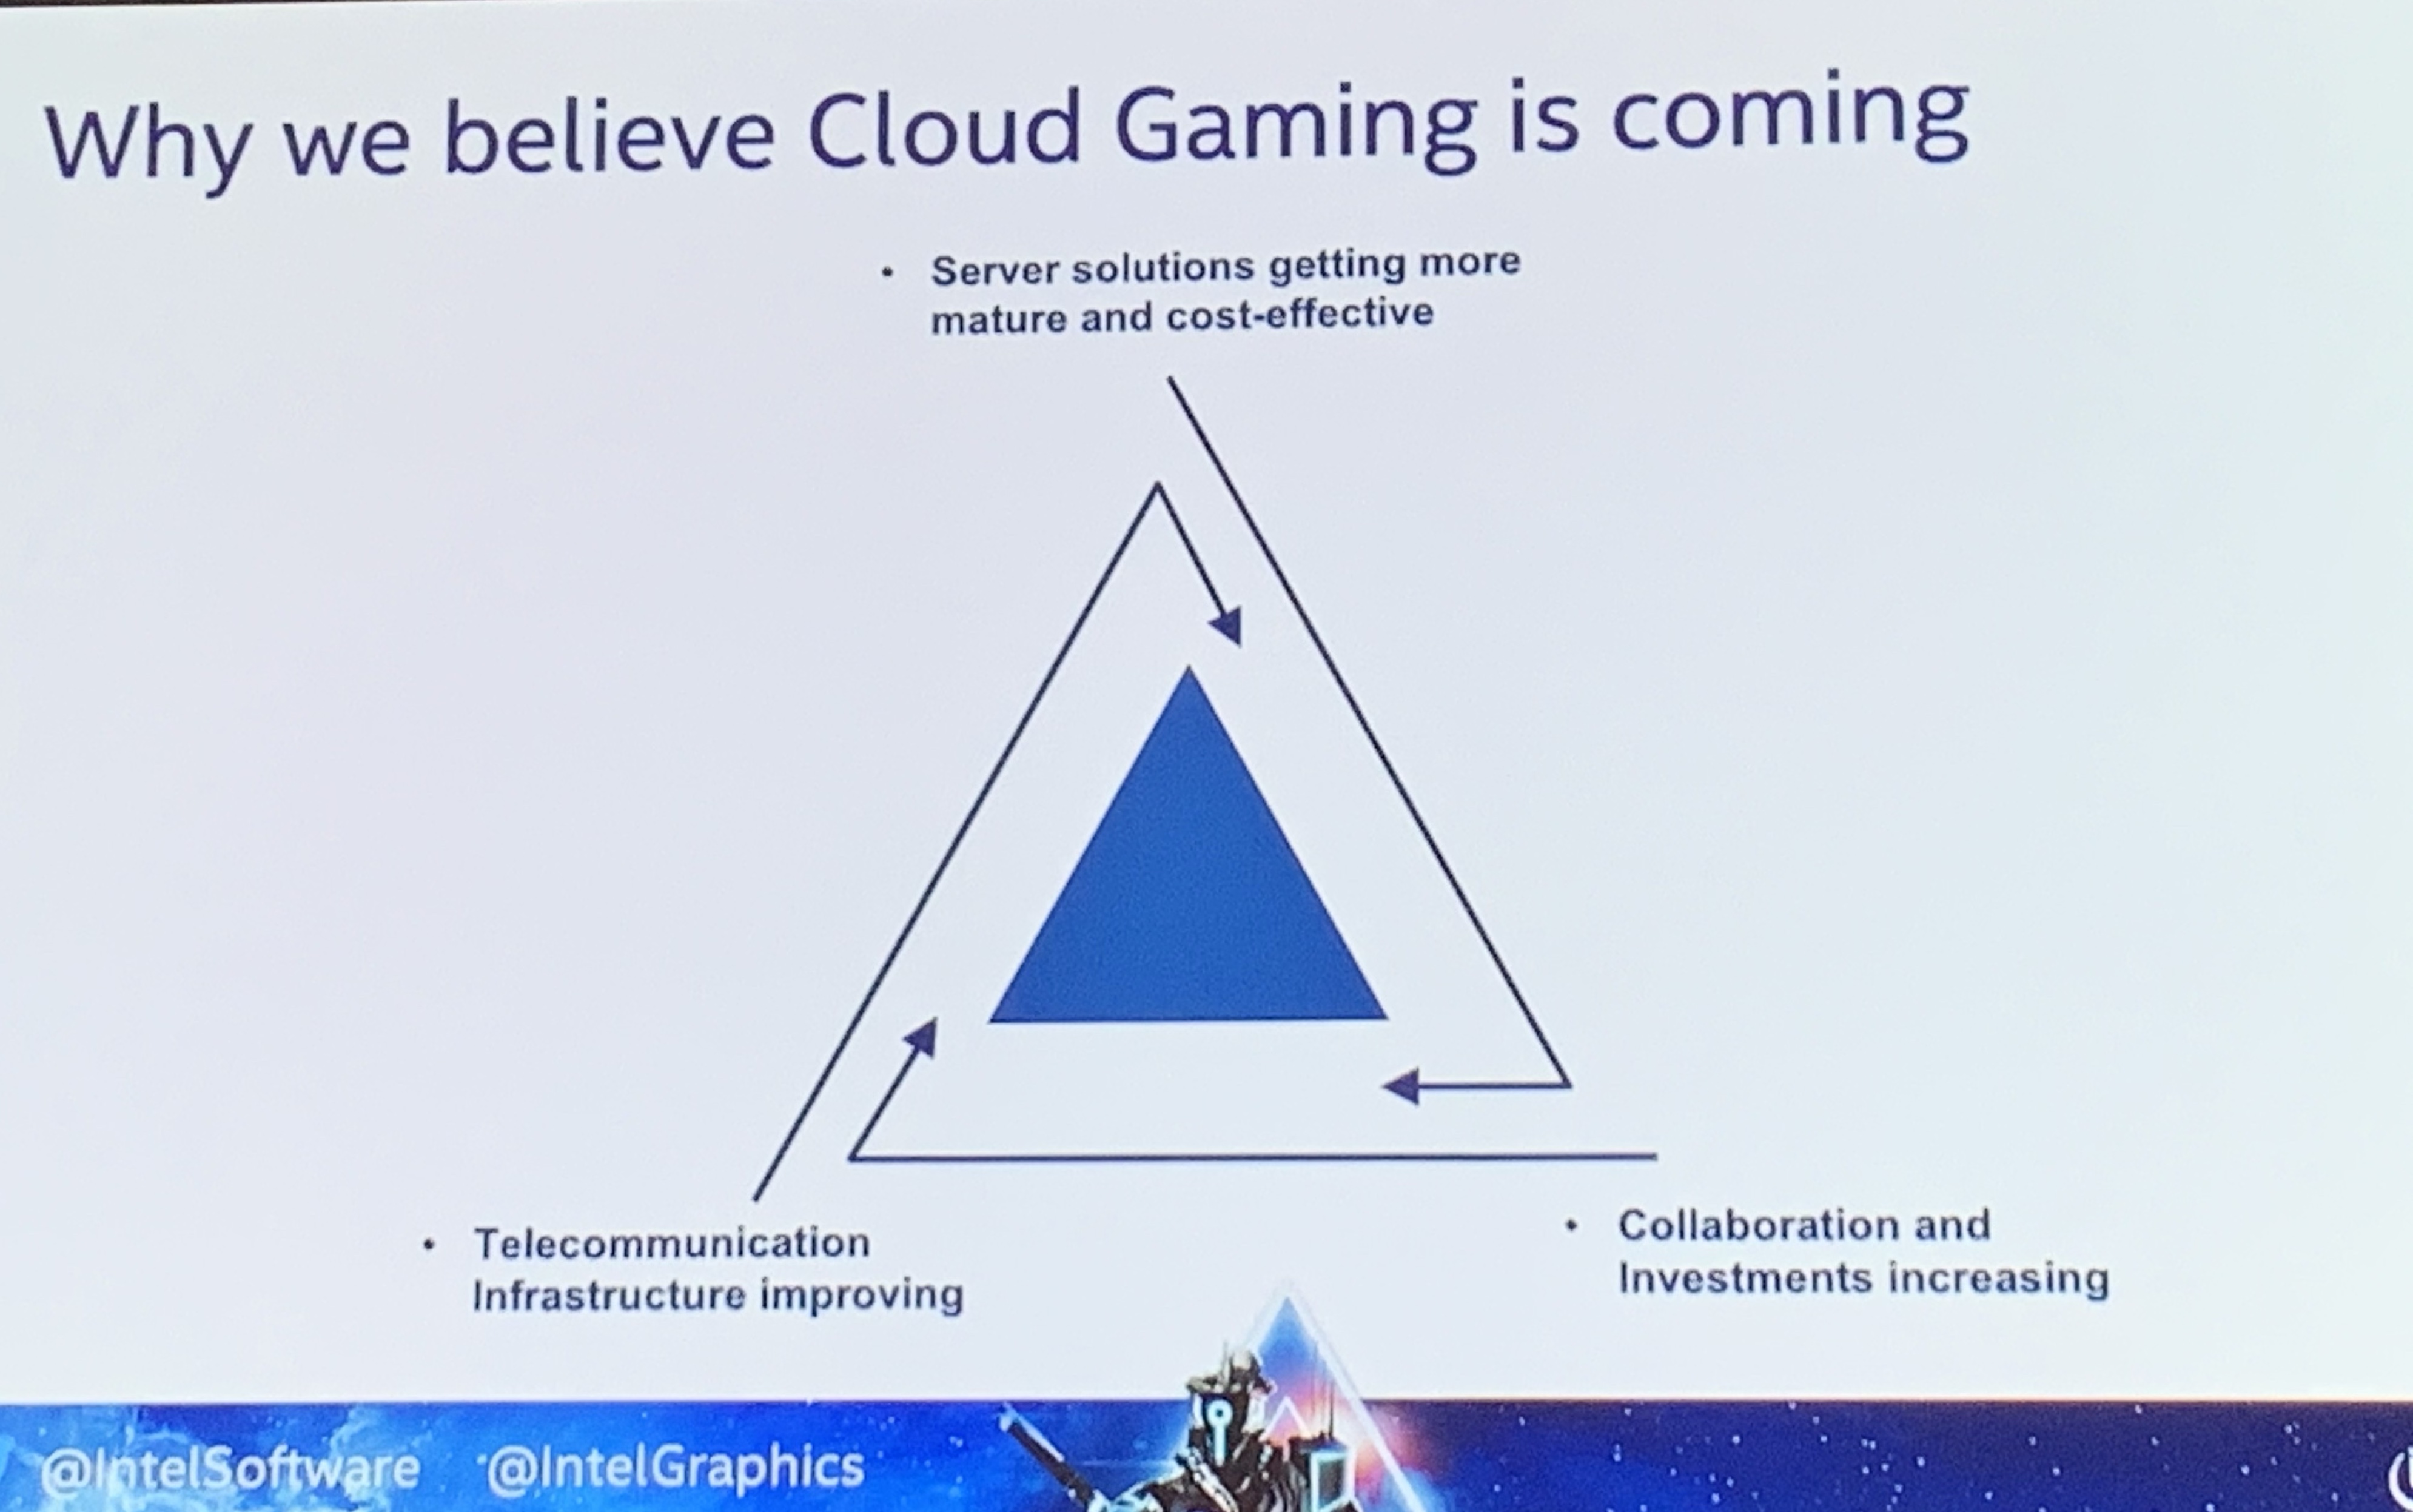 Why we believe Cloud Gaming is coming
• Server solutions getting more
mature and cost-effective
• Telecommunication
Infrastructure improving
• Collaboration and
Investments increasing
@IntelSoftware @IntelGraphics